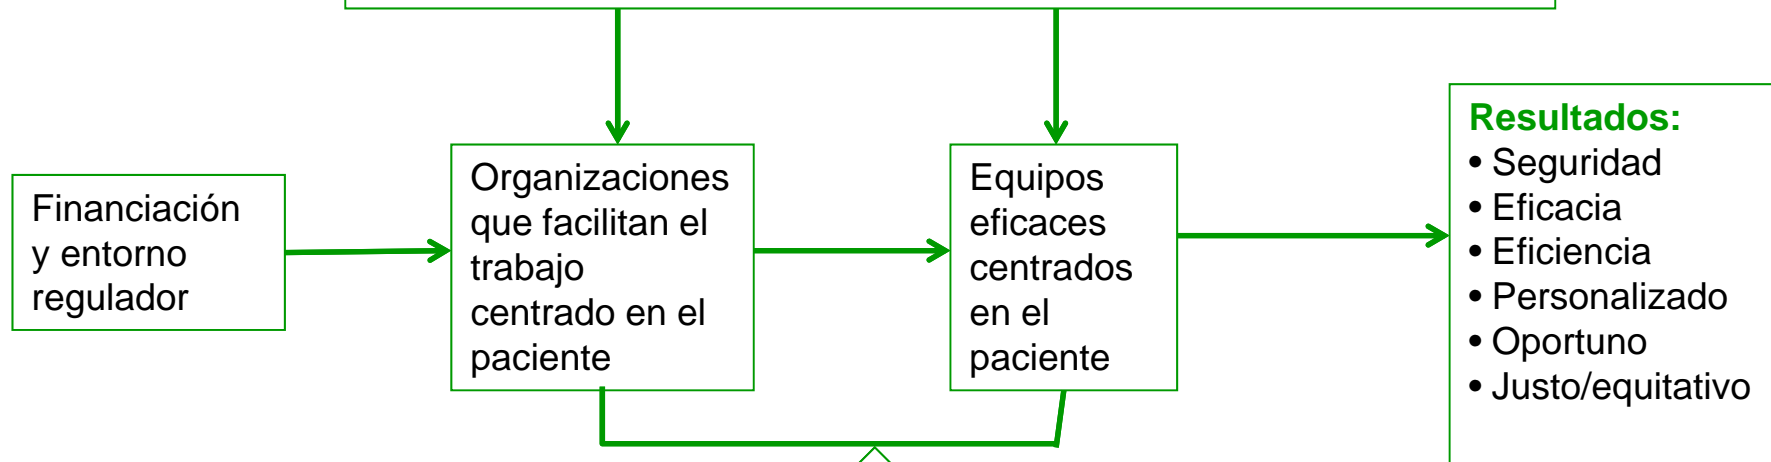 Financiación
y entorno
regulador
Organizaciones
que facilitan el
trabajo
centrado en el
paciente
Equipos
eficaces
centrados
en el
paciente
Resultados:
• Seguridad
• Eficacia
• Eficiencia
• Personalizado
• Oportuno
• Justo/equitativo